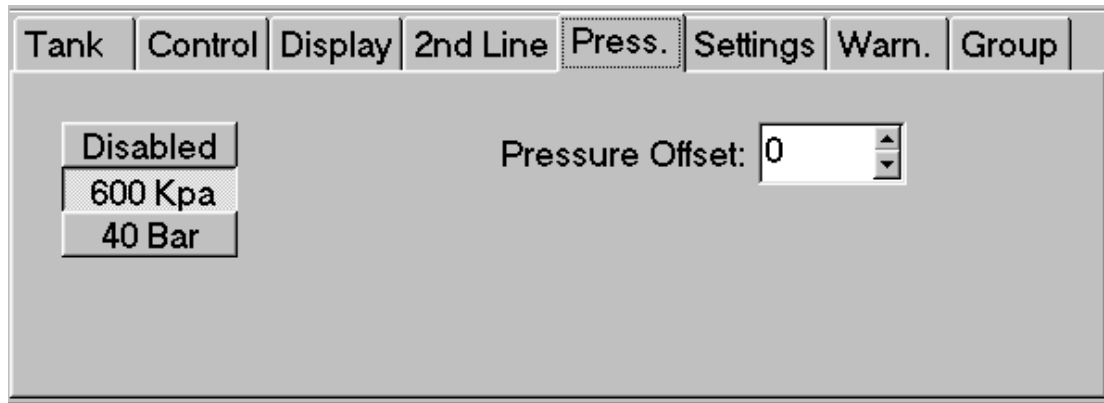 Tank Control Display 2nd Line Press. Settings Warn. Group
Disabled
600 Kpa
40 Bar
Pressure Offset: 0